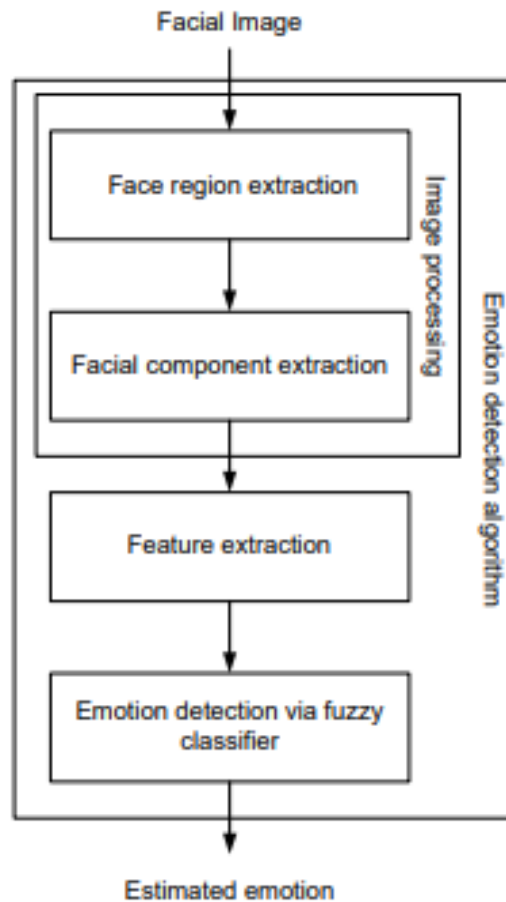 Facial Image
Face region extraction
Facial component extraction
Image processing
Feature extraction
Emotion detection via fuzzy
classifier
Emotion detection algorithm
Estimated emotion